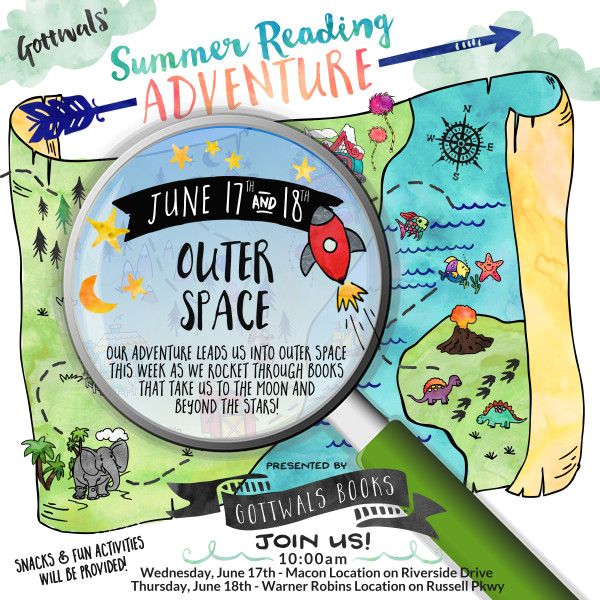 Gottwals'
Summer Reading
ADVENTURE
N
W E
S
JUNE 17TH AND 18TH
OUTER
SPACE
OUR ADVENTURE LEADS US INTO OUTER SPACE
THIS WEEK AS WE ROCKET THROUGH BOOKS
THAT TAKE US TO THE MOON AND
BEYOND THE STARS!
PRESENTED BY
GOTTWALS BOOKS
JOIN US!
10:00am
Wednesday, June 17th - Macon Location on Riverside Drive
Thursday, June 18th - Warner Robins Location on Russell Pkwy
SNACKS & FUN ACTIVITIES
WILL BE PROVIDED!